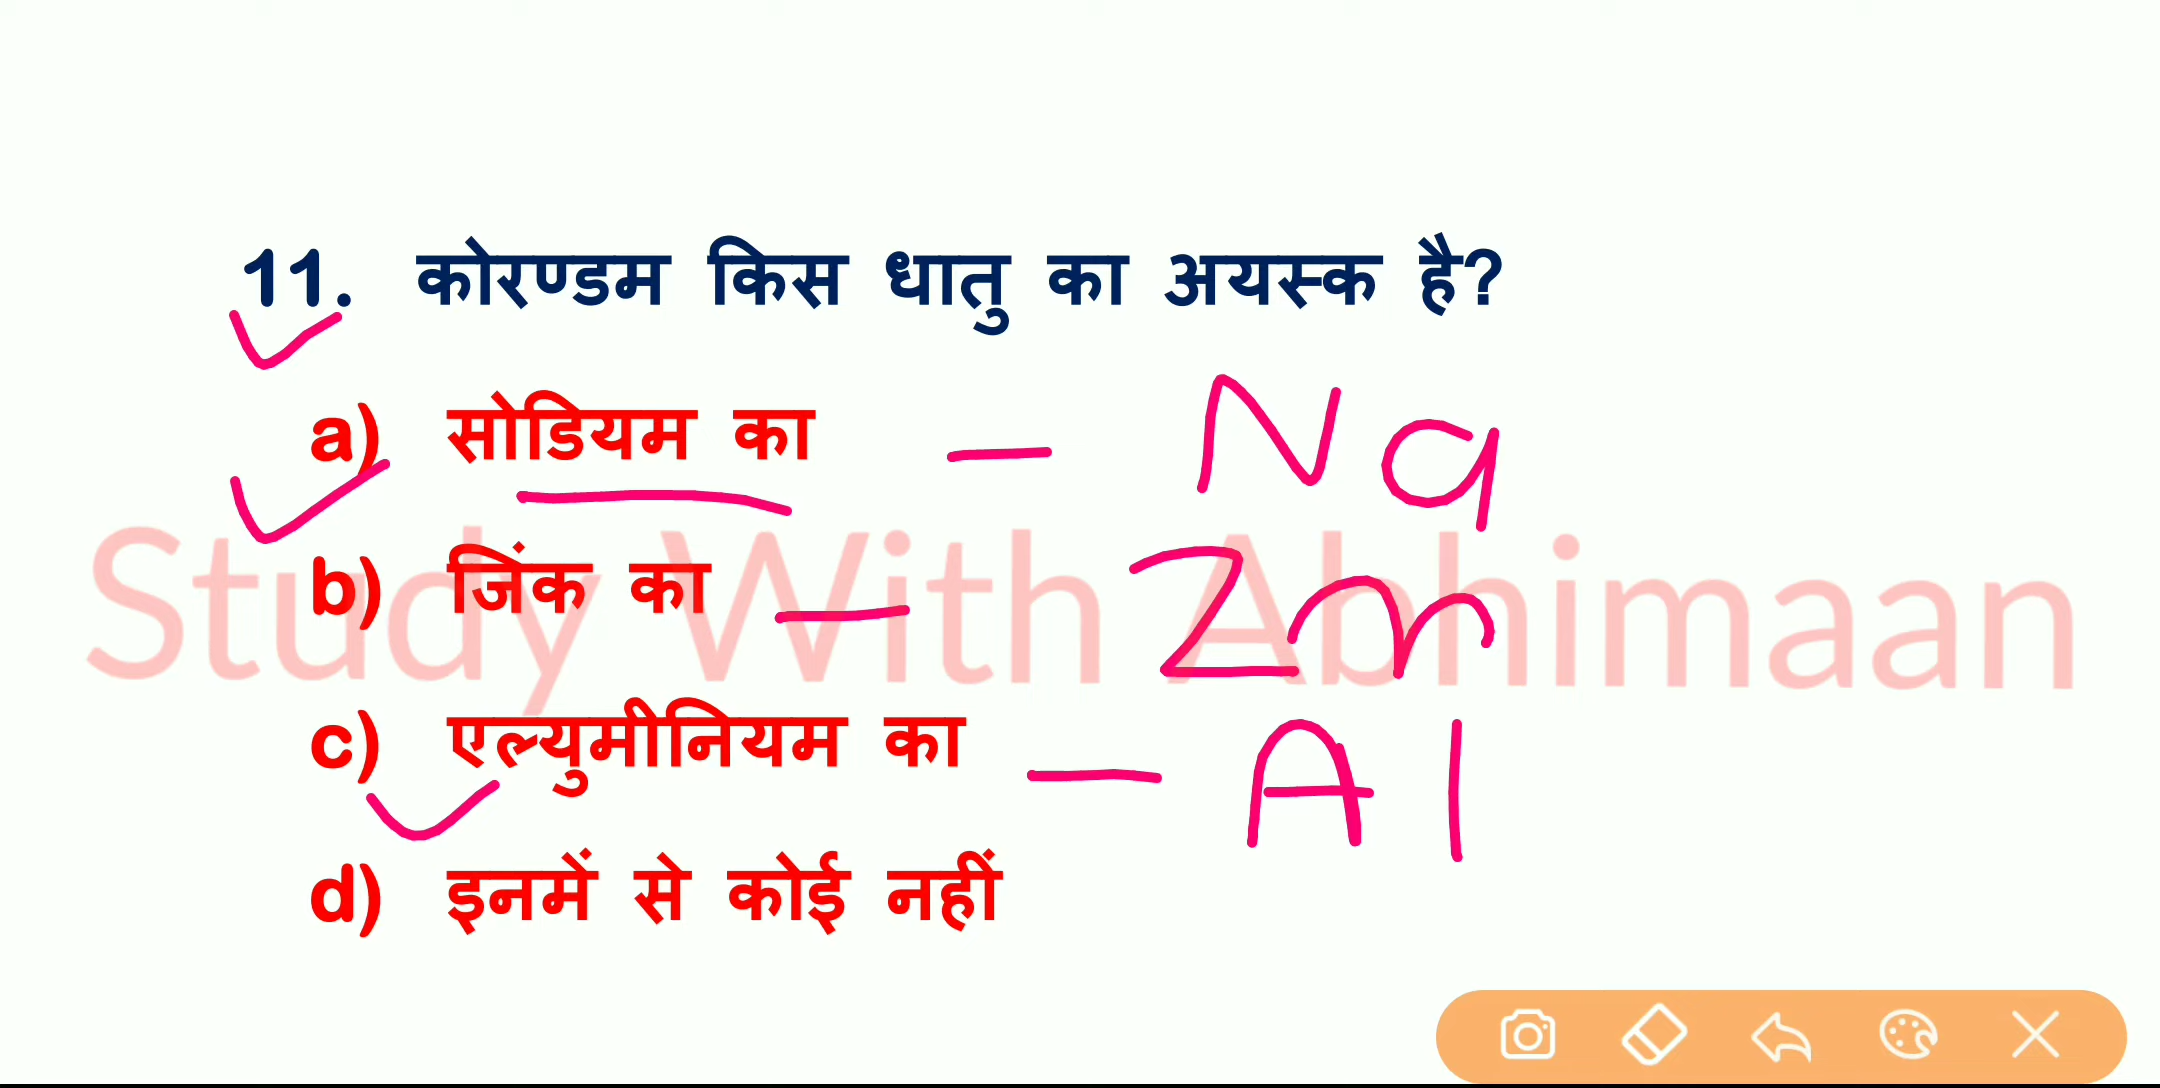 11. कोरण्डम किस धातु का अयस्क है?
a) सोडियम का — Na
b) जिंक का — Zn
c) एल्युमीनियम का — Al
d) इनमें से कोई नहीं
Study With Abhimaan